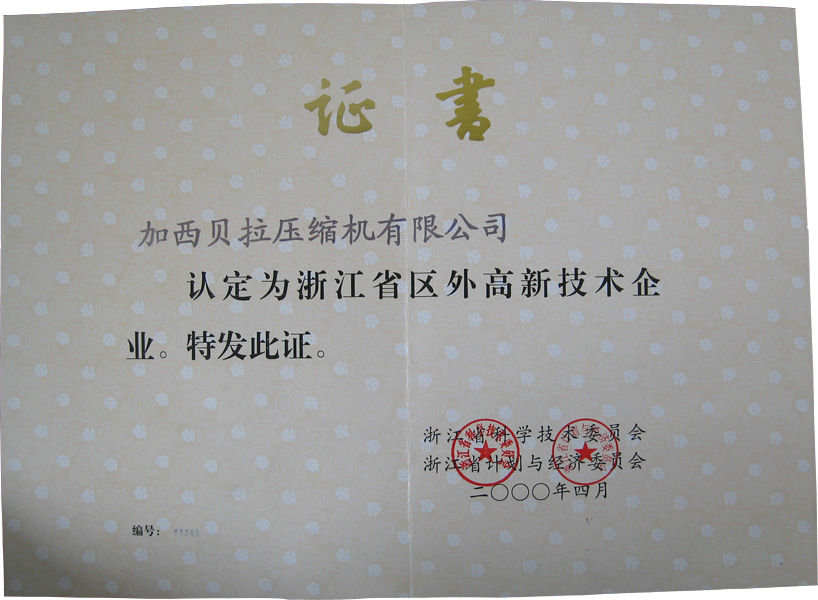 证 書
加西贝拉压缩机有限公司
认定为浙江省区外高新技术企
业。特发此证。
浙江省科学技术委员会
浙江省计划与经济委员会
二〇〇〇年四月
编号：